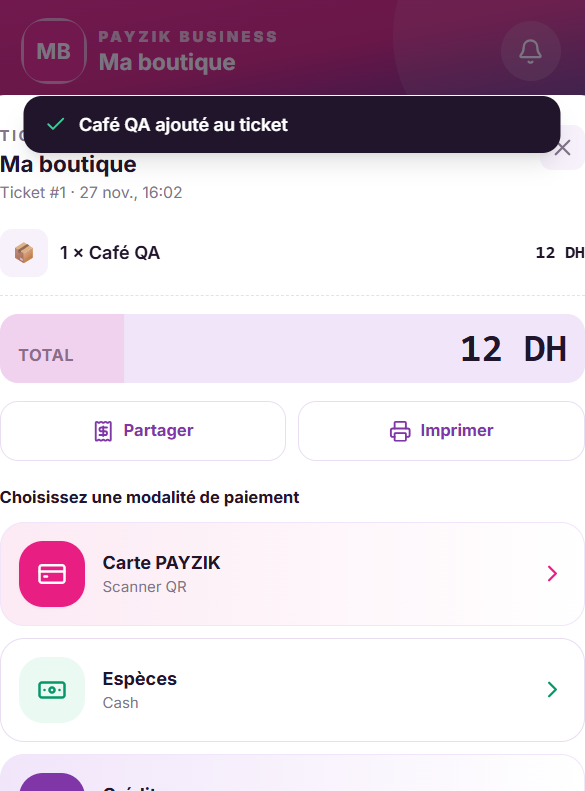 MB
PAYZIK BUSINESS
Ma boutique
Café QA ajouté au ticket
Ma boutique
Ticket #1 · 27 nov., 16:02
1 × Café QA
12 DH
TOTAL
12 DH
Partager
Imprimer
Choisissez une modalité de paiement
Carte PAYZIK
Scanner QR
Espèces
Cash